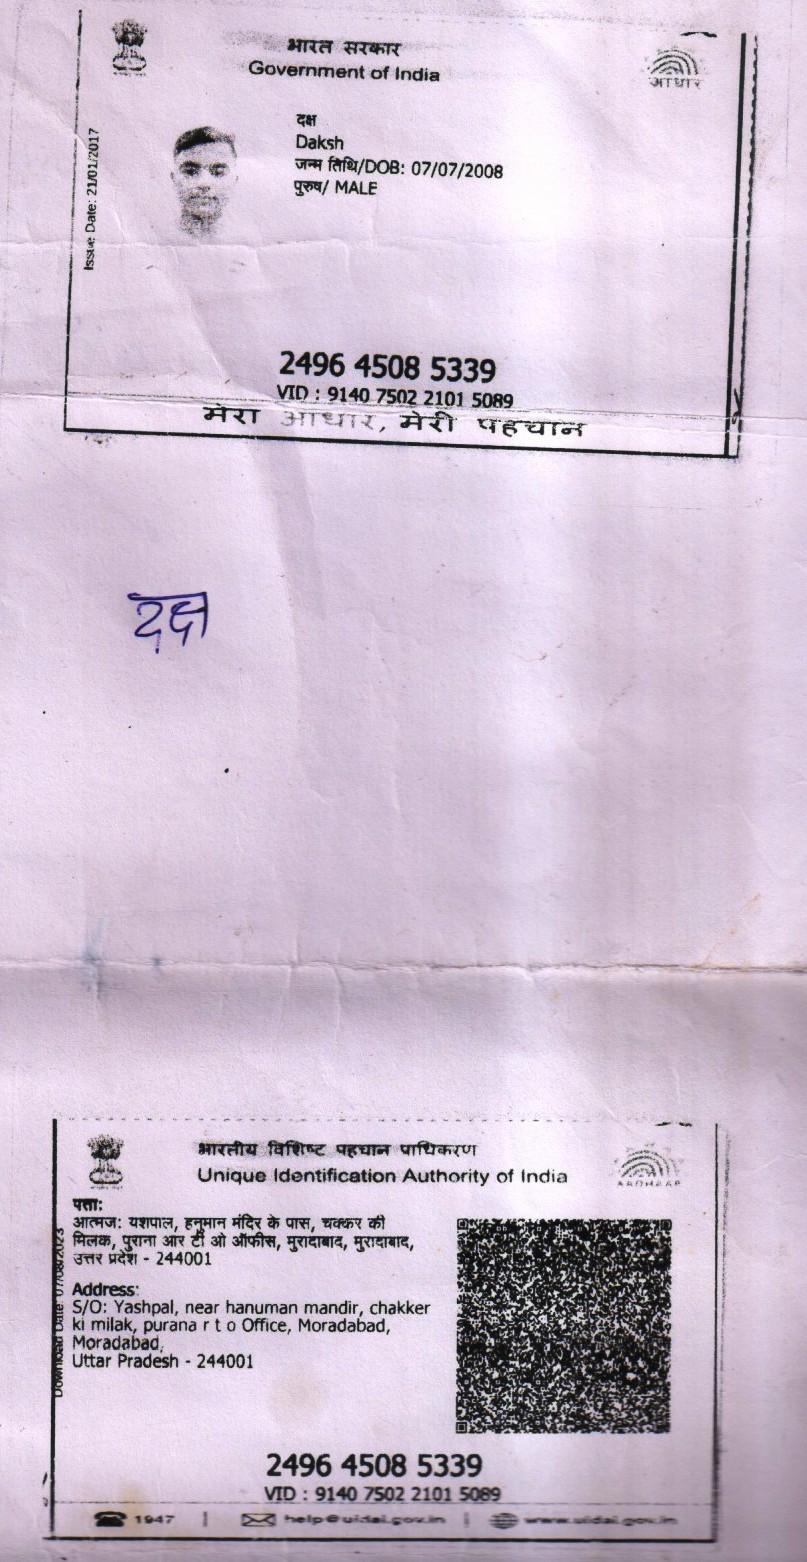 भारत सरकार
Government of India
आधार
Issue Date: 21/01/2017
दक्ष
Daksh
जन्म तिथि/DOB: 07/07/2008
पुरुष/ MALE
2496 4508 5339
VID : 9140 7502 2101 5089
मेरा आधार, मेरी पहचान
दक्ष
भारतीय विशिष्ट पहचान प्राधिकरण
Unique Identification Authority of India
AADHAAR
Download Date: 07/08/2023
पता:
आत्मज: यशपाल, हनुमान मंदिर के पास, चक्कर की
मिलक, पुराना आर टी ओ ऑफीस, मुरादाबाद, मुरादाबाद,
उत्तर प्रदेश - 244001
Address:
S/O: Yashpal, near hanuman mandir, chakker
ki milak, purana r t o Office, Moradabad,
Moradabad,
Uttar Pradesh - 244001
2496 4508 5339
VID : 9140 7502 2101 5089
1947 | help@uidai.gov.in | www.uidai.gov.in